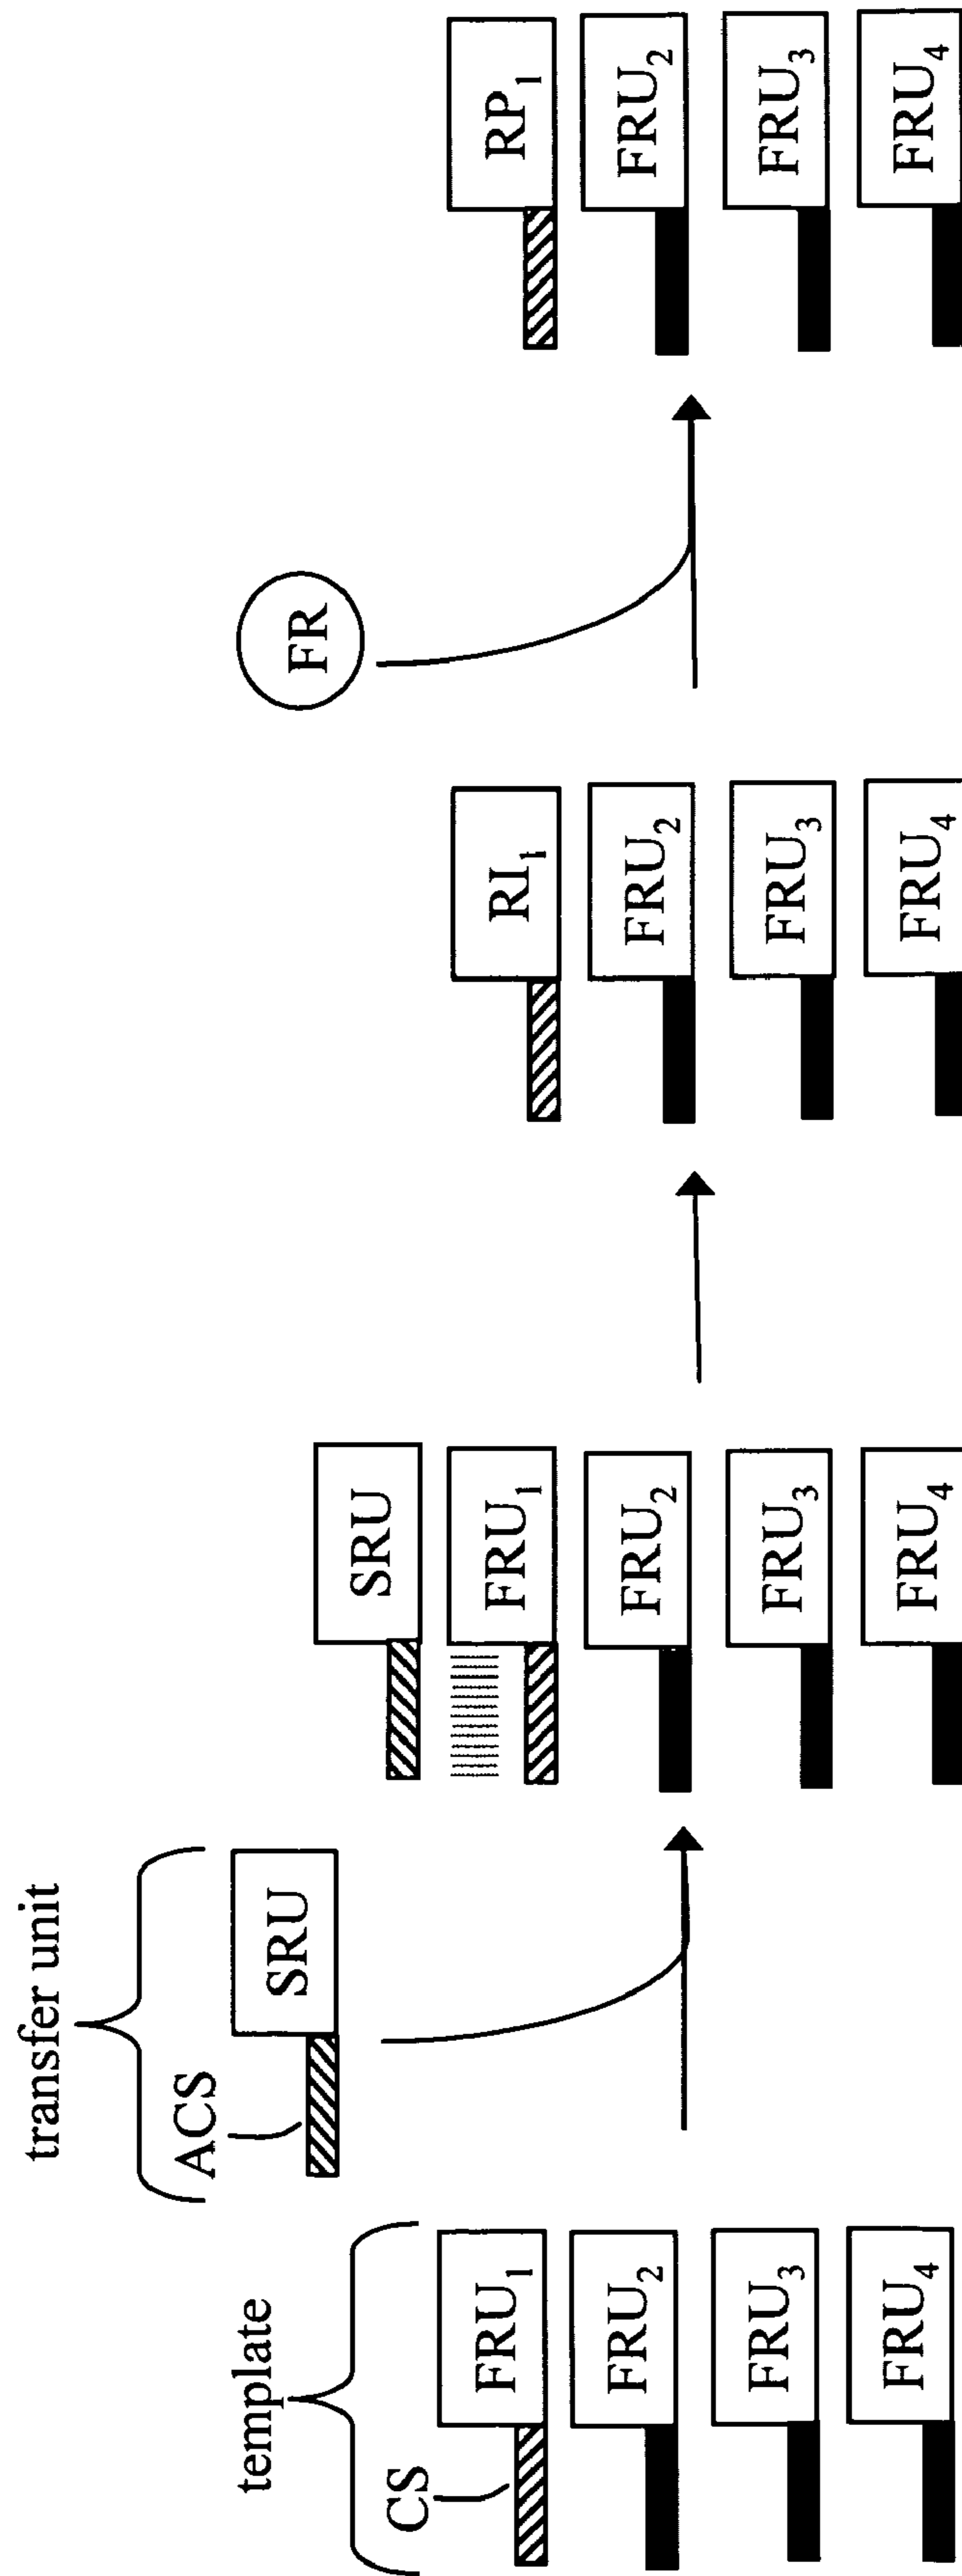 template
CS
FRU1
FRU2
FRU3
FRU4
transfer unit
ACS
SRU
SRU
FRU1
FRU2
FRU3
FRU4
RI1
FRU2
FRU3
FRU4
FR
RP1
FRU2
FRU3
FRU4